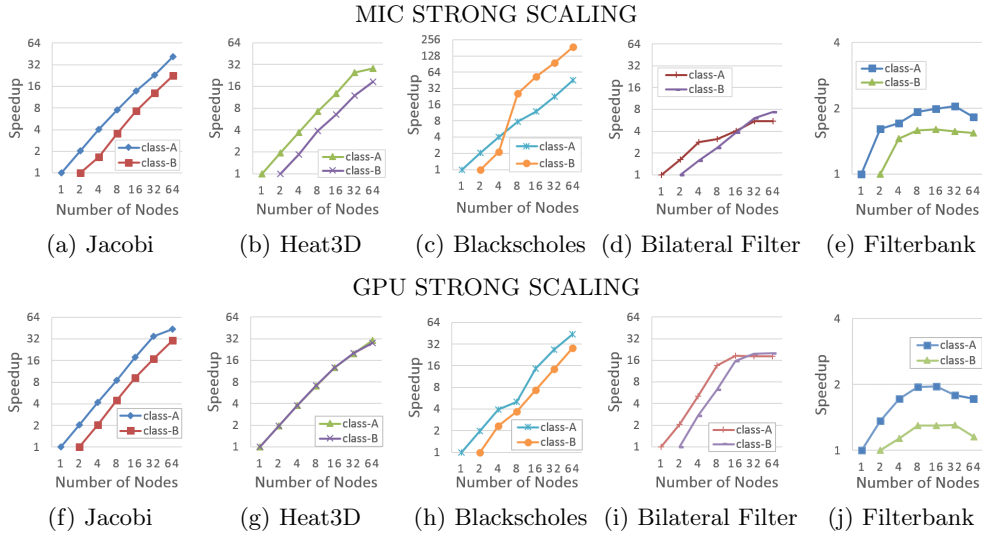 MIC STRONG SCALING
Speedup
64
32
16
8
4
2
1
class-A
class-B
1 2 4 8 16 32 64
Number of Nodes
(a) Jacobi
Speedup
64
32
16
8
4
2
1
class-A
class-B
1 2 4 8 16 32 64
Number of Nodes
(b) Heat3D
Speedup
256
128
64
32
16
8
4
2
1
class-A
class-B
1 2 4 8 16 32 64
Number of Nodes
(c) Blackscholes
Speedup
64
32
16
8
4
2
1
class-A
class-B
1 2 4 8 16 32 64
Number of Nodes
(d) Bilateral Filter
Speedup
4
2
1
class-A
class-B
1 2 4 8 16 32 64
Number of Nodes
(e) Filterbank
GPU STRONG SCALING
Speedup
64
32
16
8
4
2
1
class-A
class-B
1 2 4 8 16 32 64
Number of Nodes
(f) Jacobi
Speedup
64
32
16
8
4
2
1
class-A
class-B
1 2 4 8 16 32 64
Number of Nodes
(g) Heat3D
Speedup
64
32
16
8
4
2
1
class-A
class-B
1 2 4 8 16 32 64
Number of Nodes
(h) Blackscholes
Speedup
64
32
16
8
4
2
1
class-A
class-B
1 2 4 8 16 32 64
Number of Nodes
(i) Bilateral Filter
Speedup
4
2
1
class-A
class-B
1 2 4 8 16 32 64
Number of Nodes
(j) Filterbank